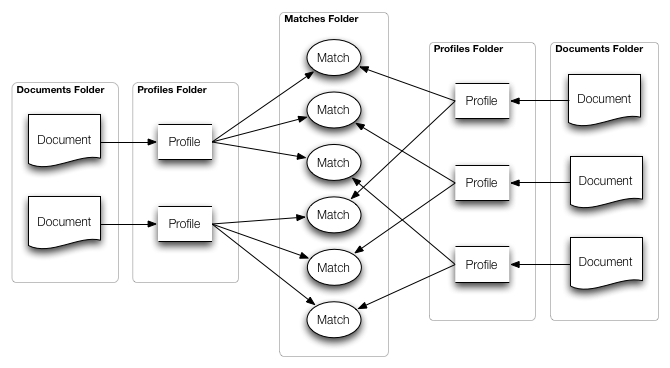 Matches Folder
Match
Match
Match
Match
Match
Match
Documents Folder
Document
Document
Profiles Folder
Profile
Profile
Profiles Folder
Profile
Profile
Profile
Documents Folder
Document
Document
Document